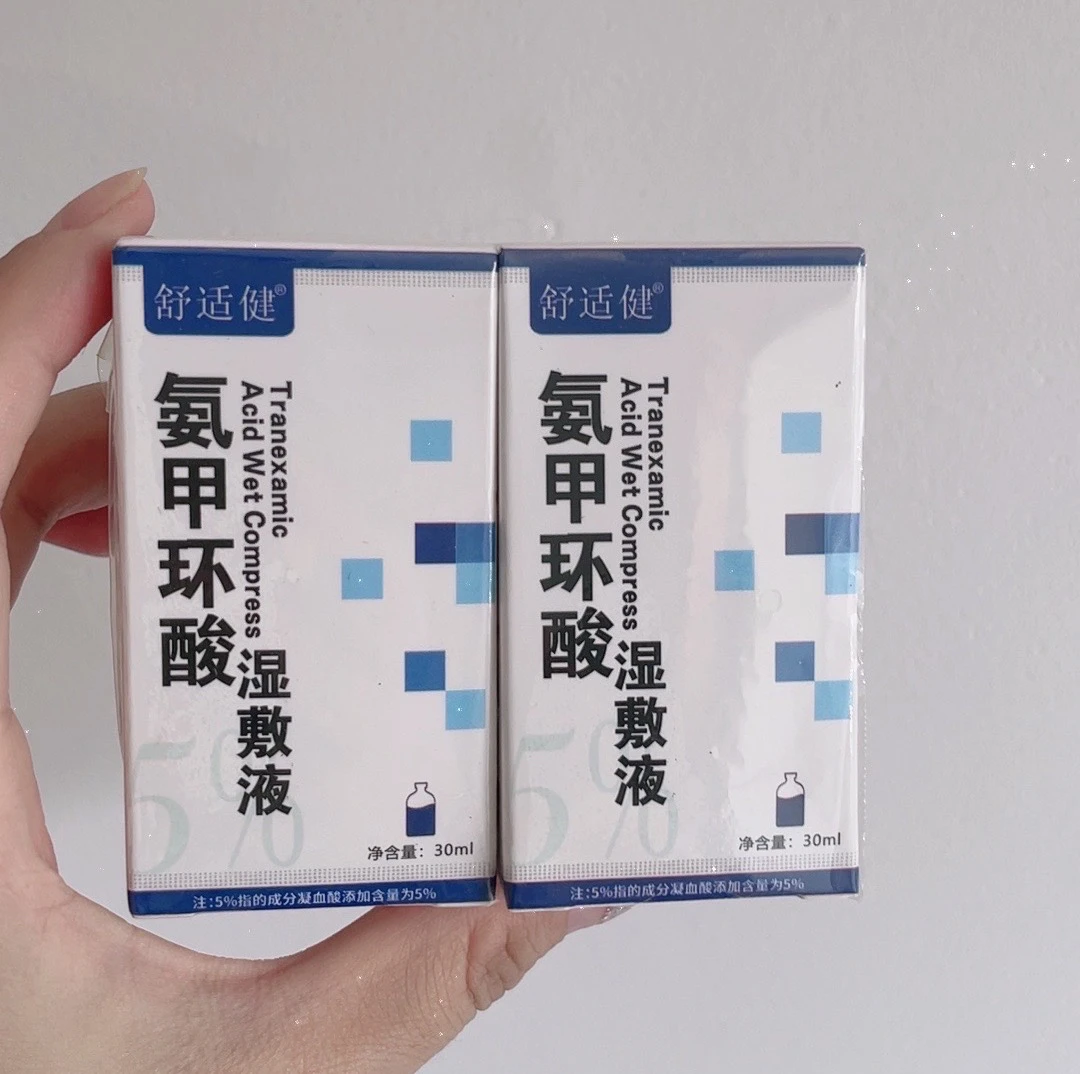 舒适健®
氨甲环酸
Tranexamic
Acid Wet Compress
湿敷液
5%
净含量：30ml
注:5%指的成分凝血酸添加含量为5%
舒适健®
氨甲环酸
Tranexamic
Acid Wet Compress
湿敷液
5%
净含量：30ml
注:5%指的成分凝血酸添加含量为5%